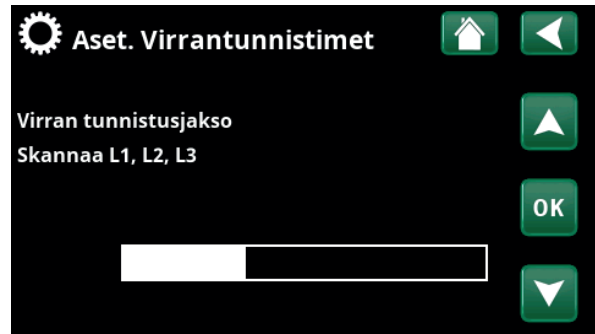 Aset. Virrantunnistimet
Virran tunnistusjakso
Skannaa L1, L2, L3
OK